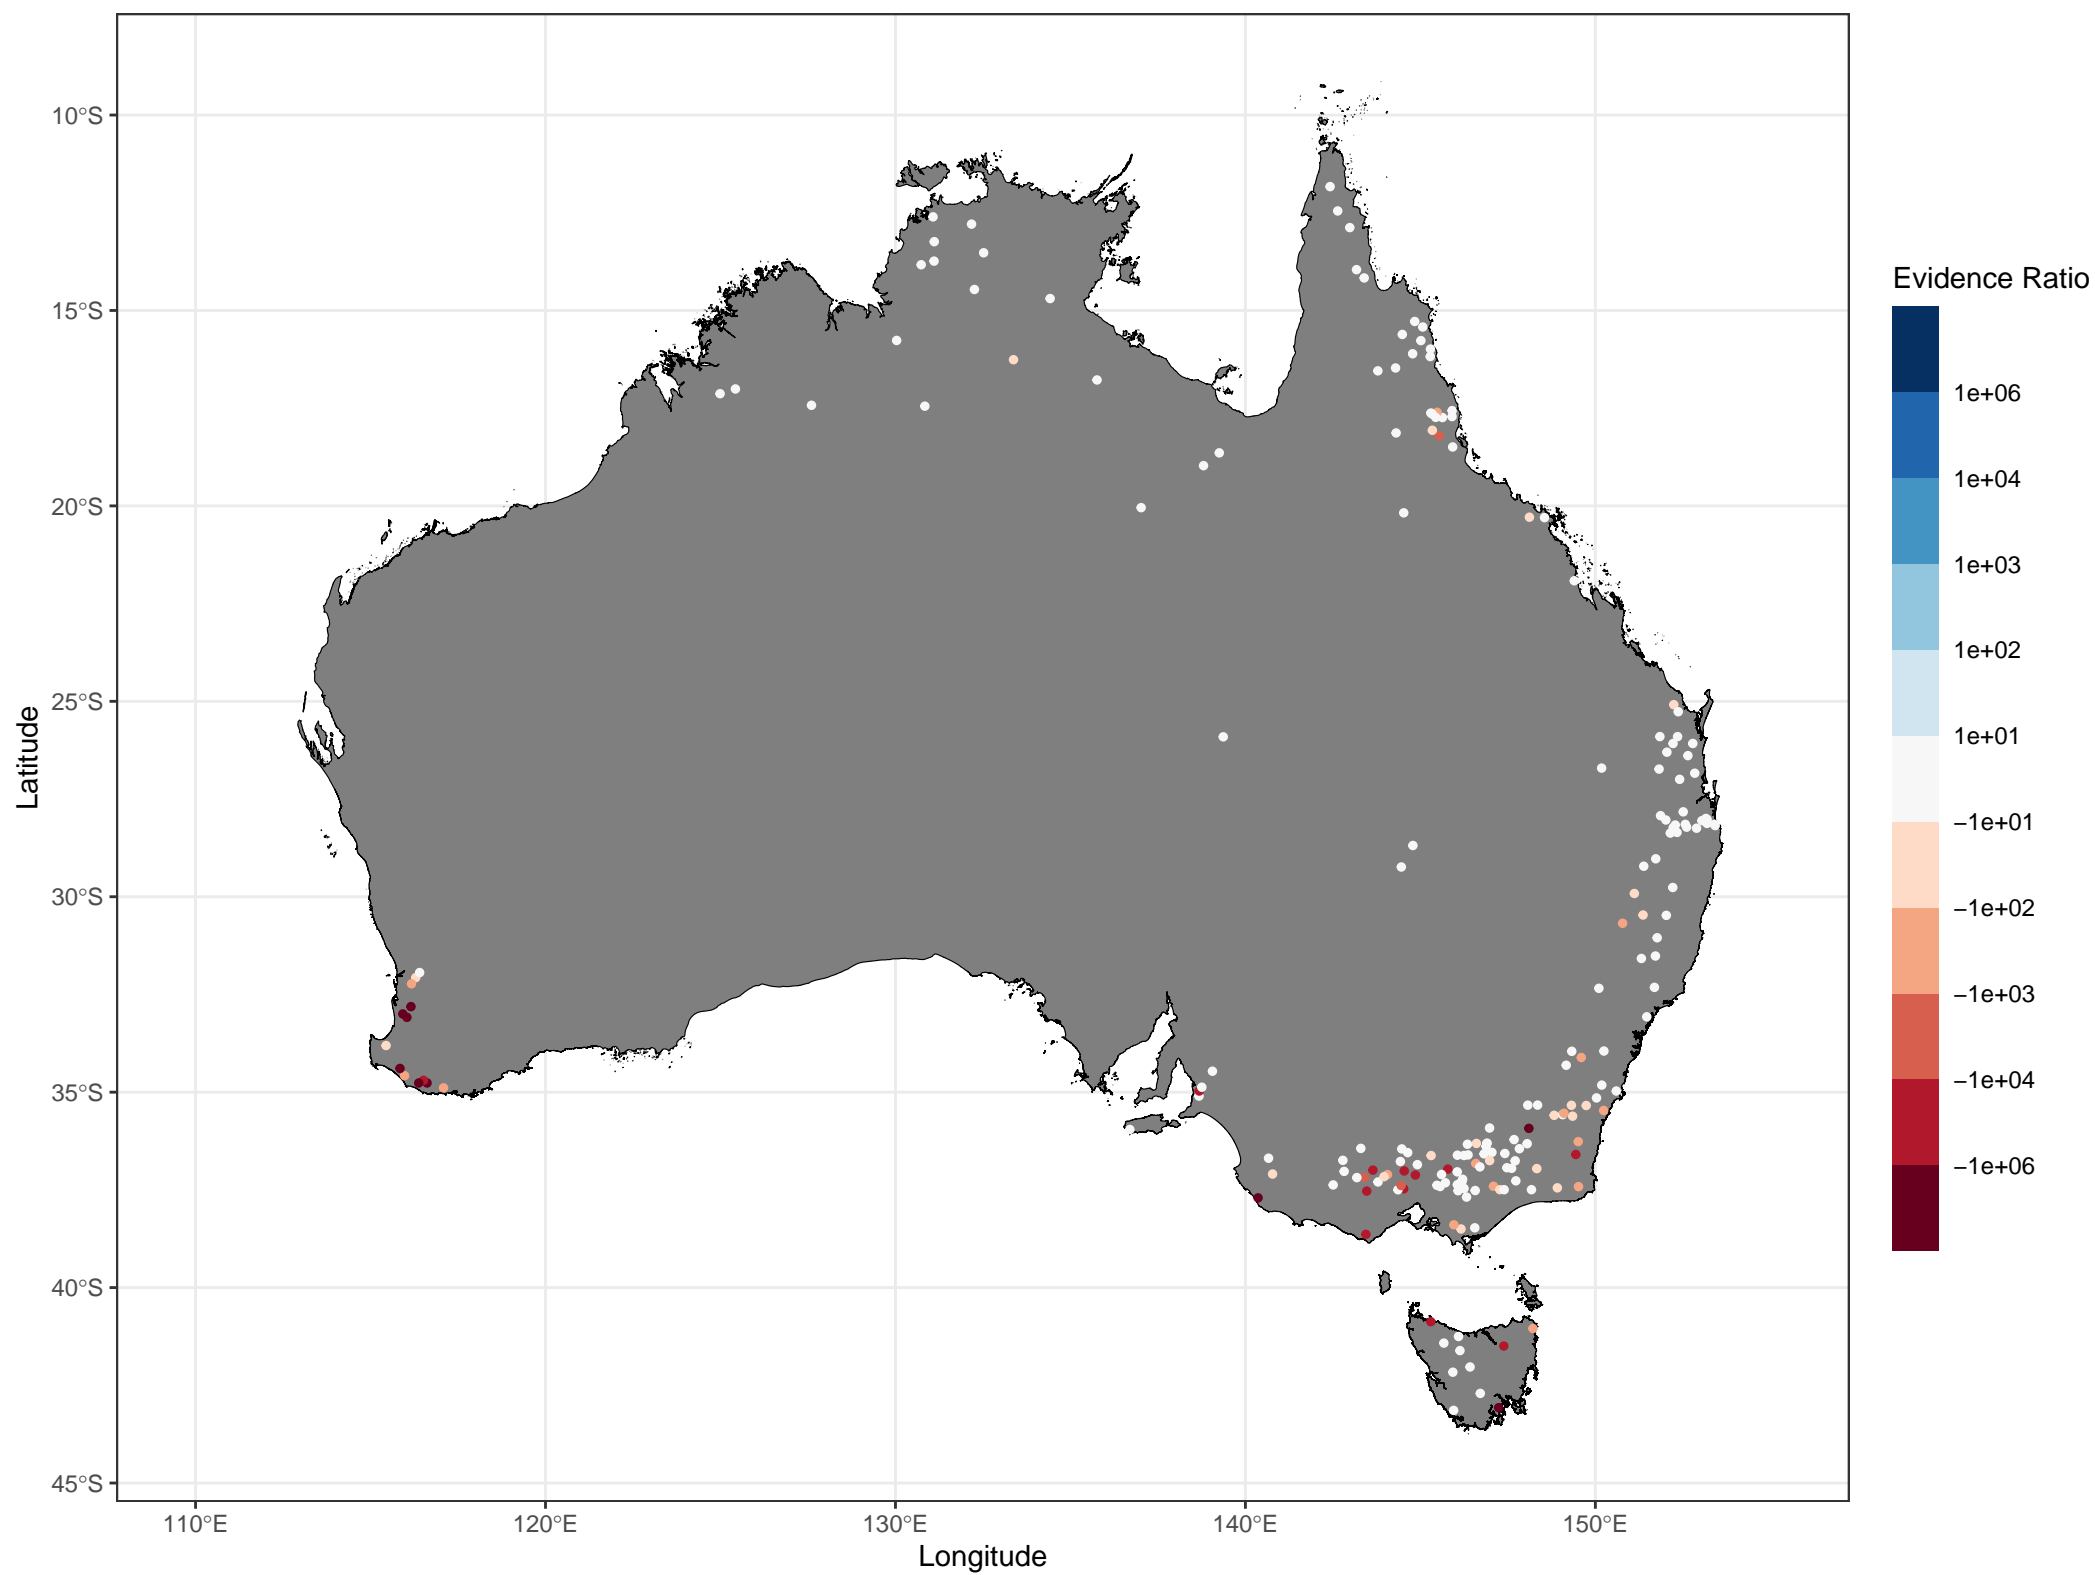 Evidence Ratio
1e+06
1e+04
1e+03
1e+02
1e+01
−1e+01
−1e+02
−1e+03
−1e+04
−1e+06
10°S
15°S
20°S
25°S
30°S
35°S
40°S
45°S
Latitude
110°E
120°E
130°E
140°E
150°E
Longitude